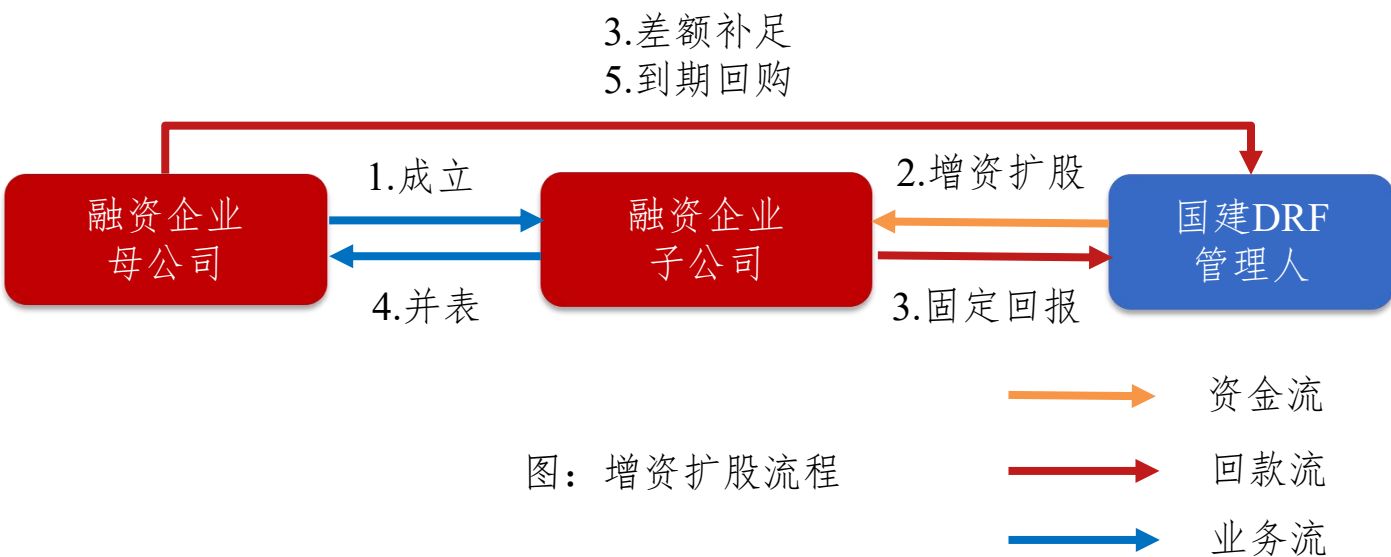 3.差额补足
5.到期回购
1.成立
2.增资扩股
融资企业
母公司
融资企业
子公司
国建DRF
管理人
4.并表
3.固定回报
资金流
图：增资扩股流程
回款流
业务流